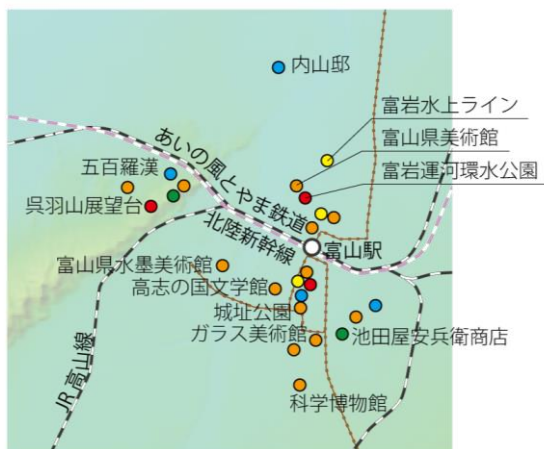 内山邸
富岩水上ライン
富山県美術館
富岩運河環水公園
あいの風とやま鉄道
五百羅漢
呉羽山展望台
北陸新幹線
富山駅
富山県水墨美術館
高志の国文学館
城址公園
ガラス美術館
池田屋安兵衛商店
JR高山線
科学博物館